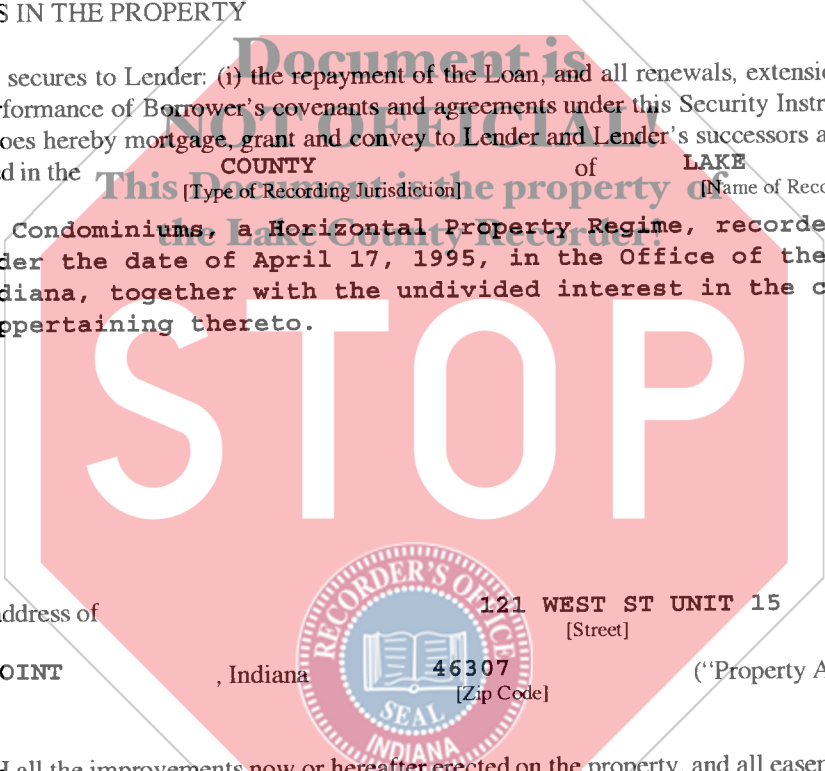 S IN THE PROPERTY
Document is
secures to Lender: (i) the repayment of the Loan, and all renewals, extensi
rformance of Borrower's covenants and agreements under this Security Instr
NOT OFFICIAL!
oes hereby mortgage, grant and convey to Lender and Lender's successors a
d in the COUNTY of LAKE
This Document is the property of
[Type of Recording Jurisdiction] [Name of Reco
the Lake County Recorder!
Condominiums, a Horizontal Property Regime, recorde
der the date of April 17, 1995, in the Office of the
diana, together with the undivided interest in the c
ppertaining thereto.
STOP
RECORDER'S OFFICE
address of 121 WEST ST UNIT 15
[Street]
OINT , Indiana 46307 ("Property A
[Zip Code]
SEAL
INDIANA
all the improvements now or hereafter erected on the property, and all easem